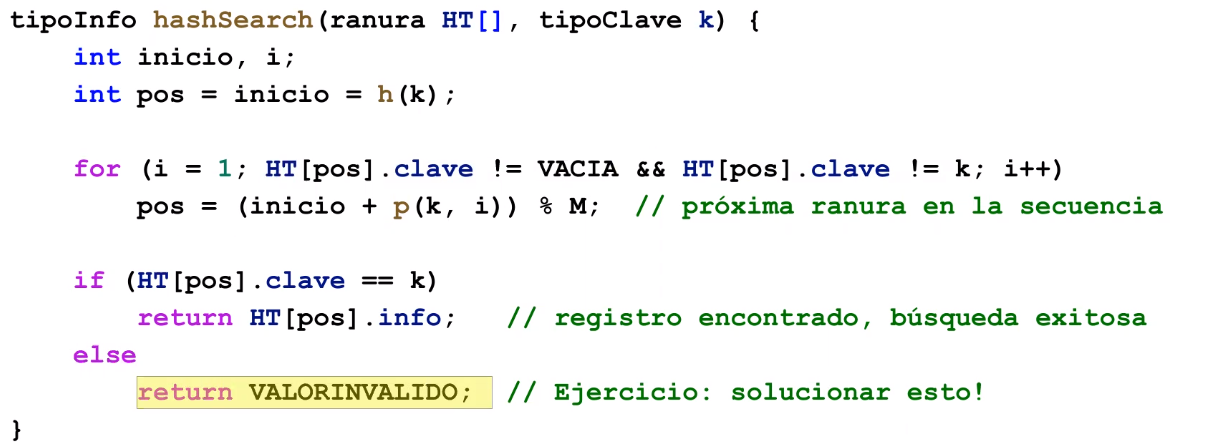 tipoInfo hashSearch(ranura HT[], tipoClave k) {
    int inicio, i;
    int pos = inicio = h(k);

    for (i = 1; HT[pos].clave != VACIA && HT[pos].clave != k; i++)
        pos = (inicio + p(k, i)) % M;  // próxima ranura en la secuencia

    if (HT[pos].clave == k)
        return HT[pos].info;   // registro encontrado, búsqueda exitosa
    else
        return VALORINVALIDO;  // Ejercicio: solucionar esto!
}